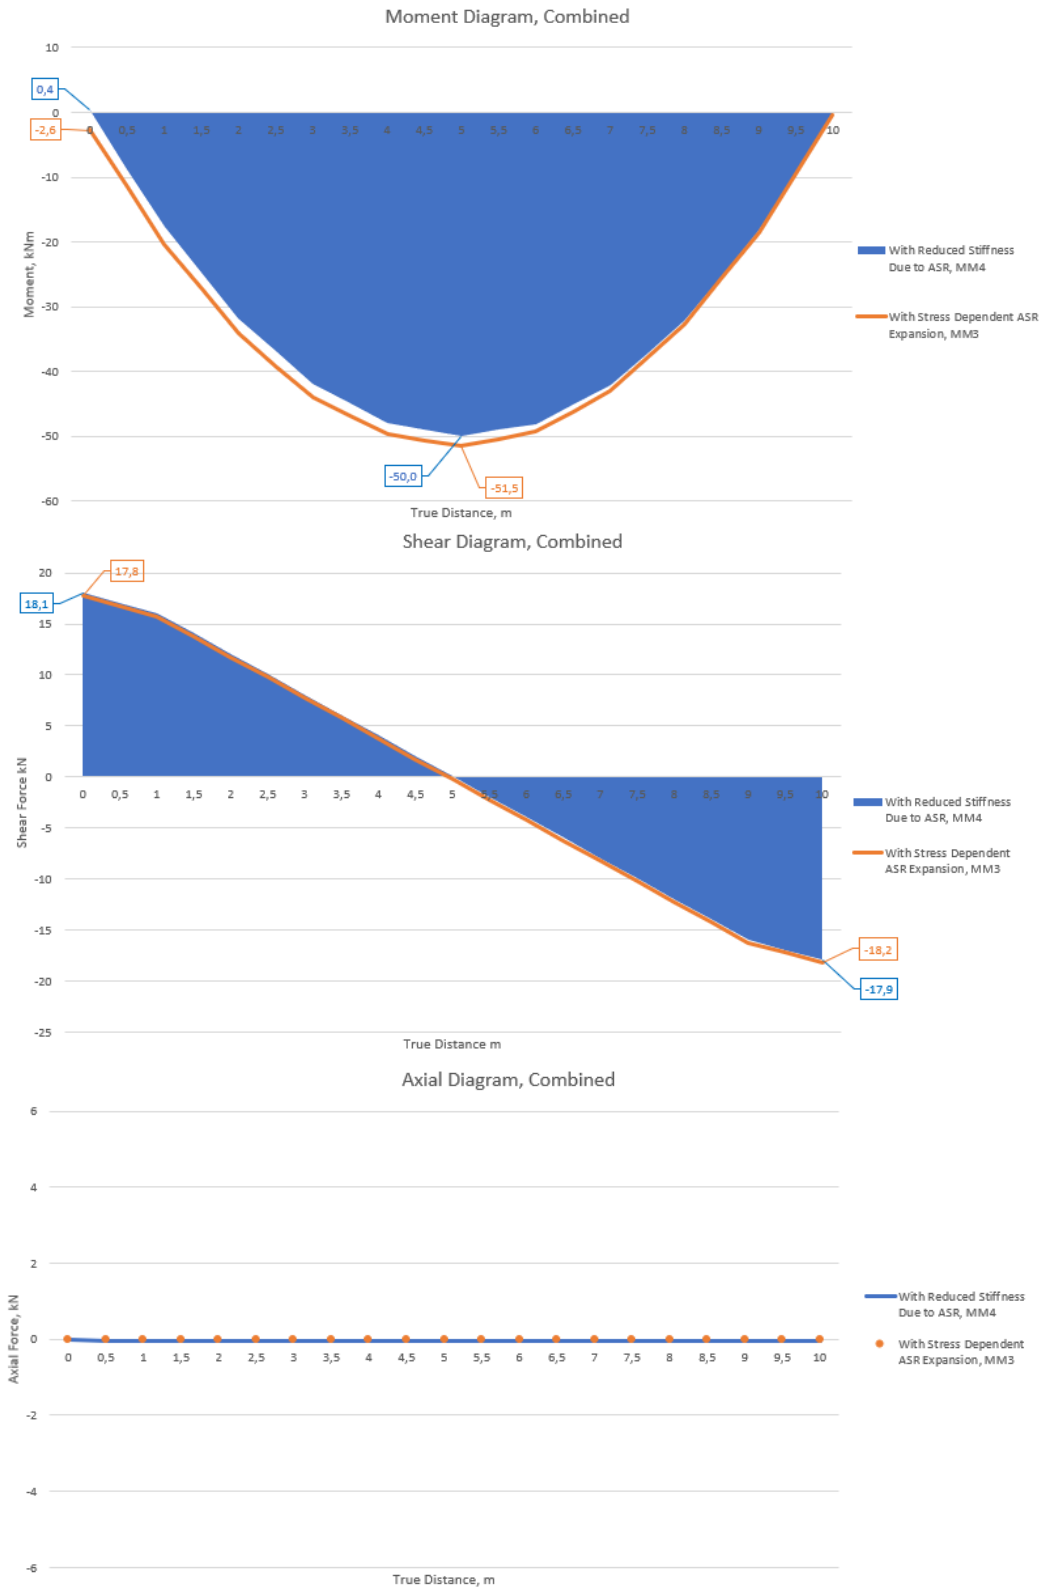 Moment Diagram, Combined
10
0,4
0
-2,6
0 0,5 1 1,5 2 2,5 3 3,5 4 4,5 5 5,5 6 6,5 7 7,5 8 8,5 9 9,5 10
-10
-20
-30
-40
-50
-60
Moment, kNm
-50,0
-51,5
True Distance, m
With Reduced Stiffness
Due to ASR, MM4
With Stress Dependent ASR
Expansion, MM3
Shear Diagram, Combined
20
17,8
18,1
15
10
5
0
0 0,5 1 1,5 2 2,5 3 3,5 4 4,5 5 5,5 6 6,5 7 7,5 8 8,5 9 9,5 10
-5
-10
-15
-20
-25
Shear Force kN
-18,2
-17,9
True Distance m
With Reduced Stiffness
Due to ASR, MM4
With Stress Dependent
ASR Expansion, MM3
Axial Diagram, Combined
6
4
2
0
0 0,5 1 1,5 2 2,5 3 3,5 4 4,5 5 5,5 6 6,5 7 7,5 8 8,5 9 9,5 10
-2
-4
-6
Axial Force, kN
True Distance, m
With Reduced Stiffness
Due to ASR, MM4
With Stress Dependent
ASR Expansion, MM3